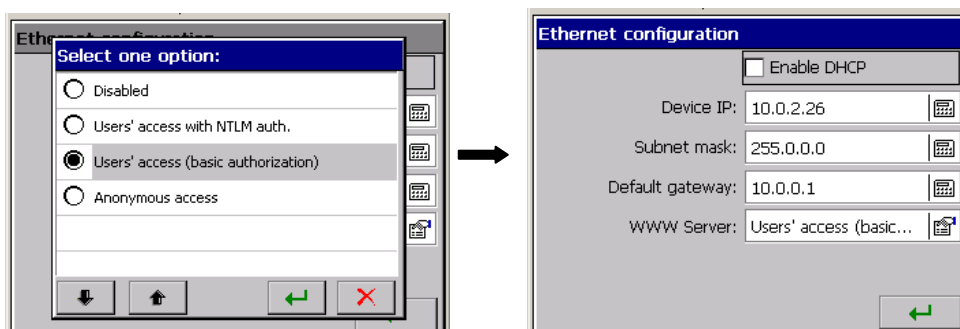 Ethernet configuration
Select one option:
Disabled
Users' access with NTLM auth.
Users' access (basic authorization)
Anonymous access
Ethernet configuration
Enable DHCP
Device IP: 10.0.2.26
Subnet mask: 255.0.0.0
Default gateway: 10.0.0.1
WWW Server: Users' access (basic...